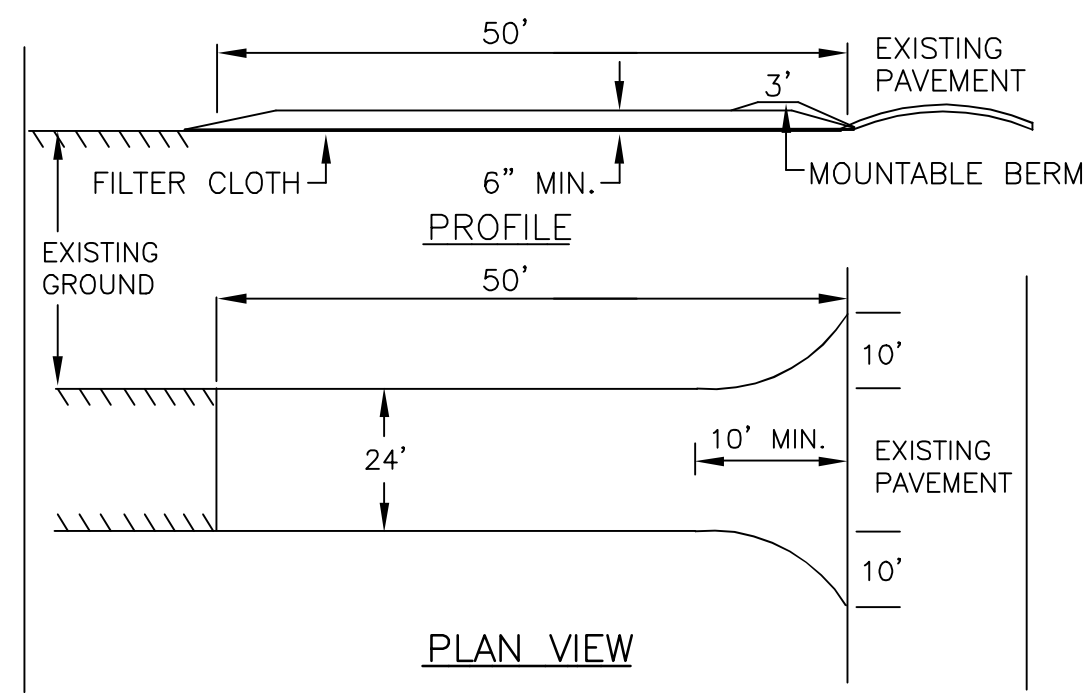 50'
EXISTING
PAVEMENT
3'
FILTER CLOTH
6" MIN.
MOUNTABLE BERM
PROFILE
EXISTING
GROUND
50'
10'
24'
10' MIN.
EXISTING
PAVEMENT
10'
PLAN VIEW